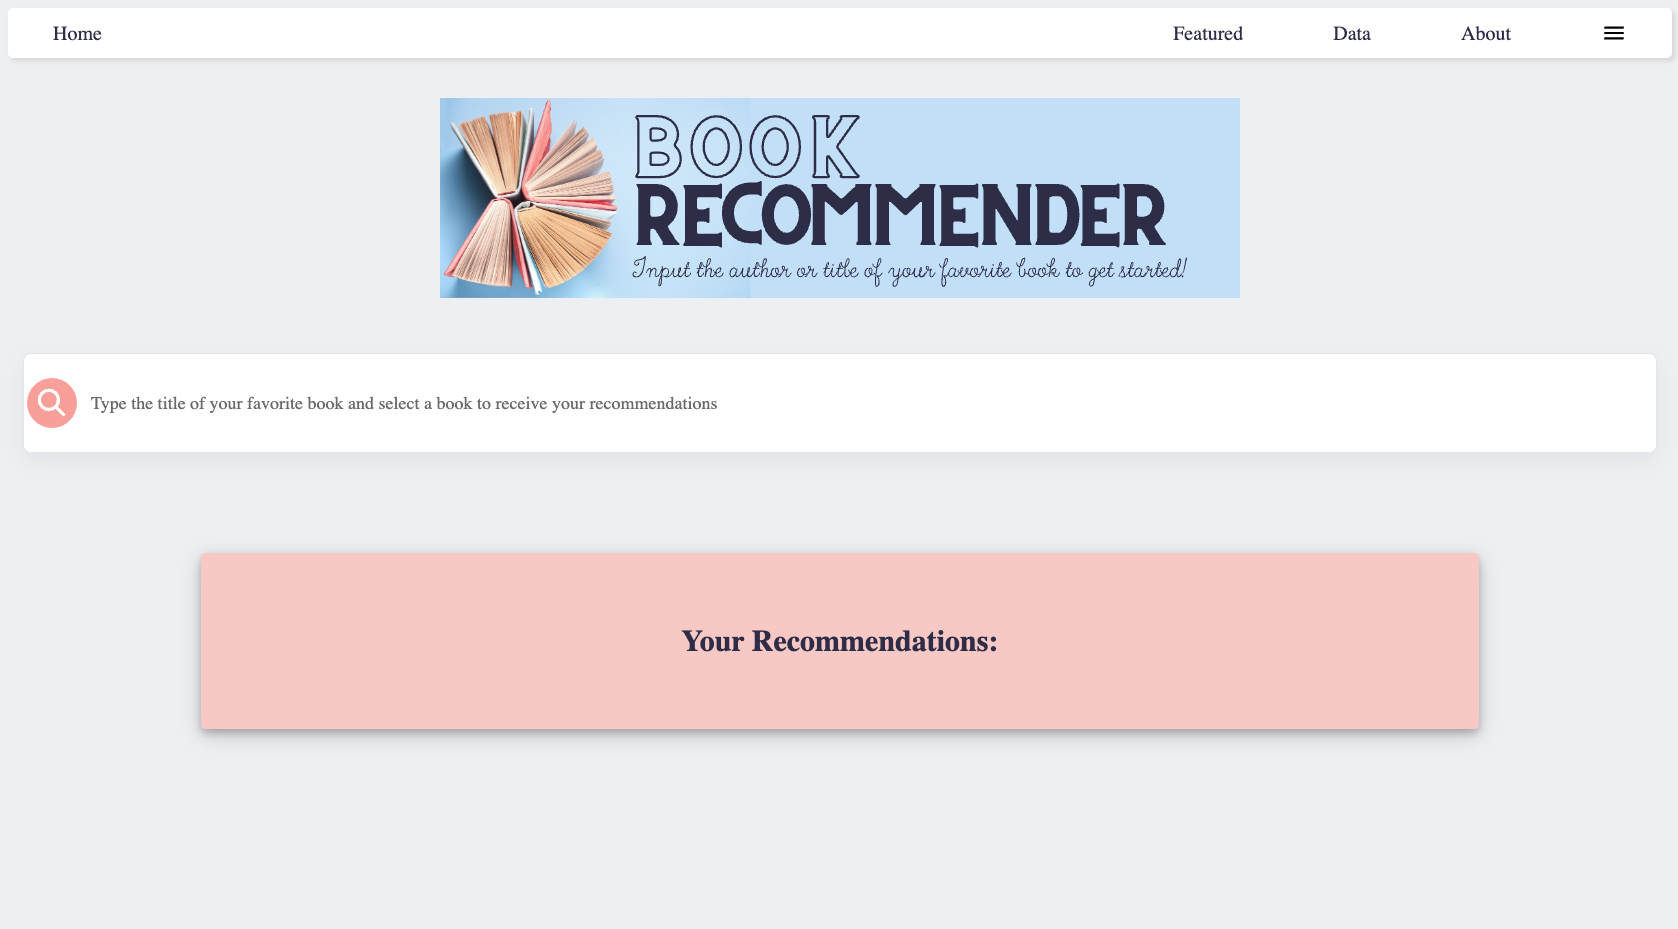 Home
Featured
Data
About
BOOK
RECOMMENDER
Input the author or title of your favorite book to get started!
Type the title of your favorite book and select a book to receive your recommendations
Your Recommendations: